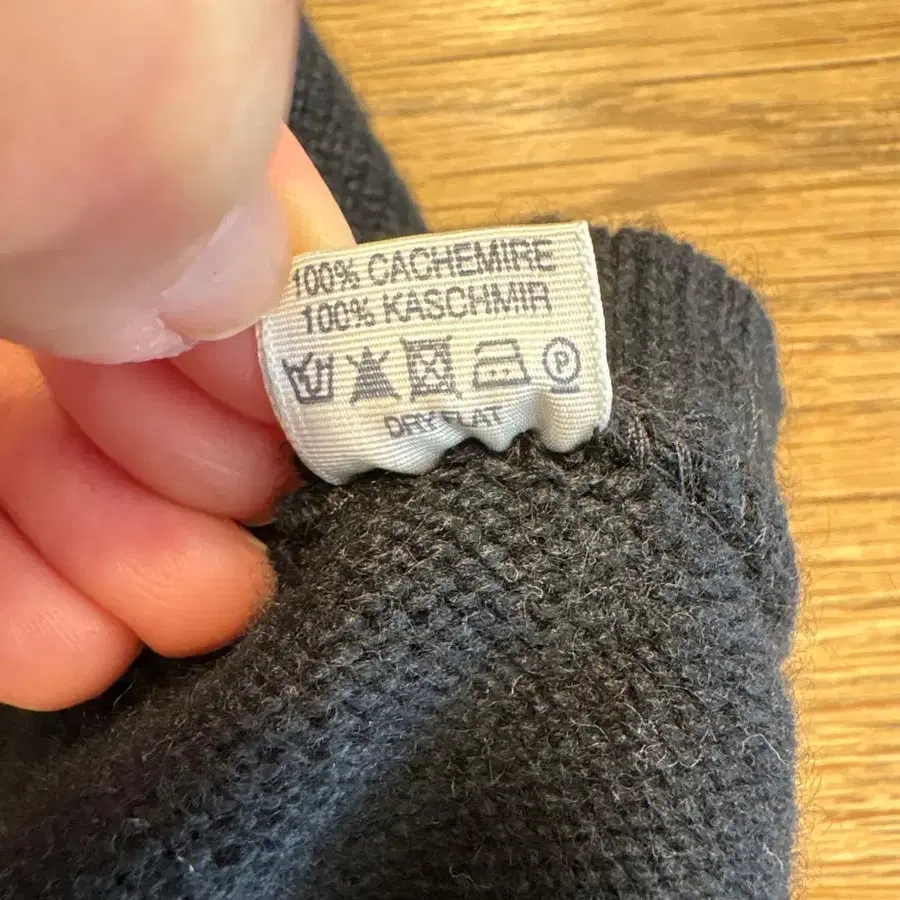 100% CACHEMIRE
100% KASCHMIR
P
DRY FLAT